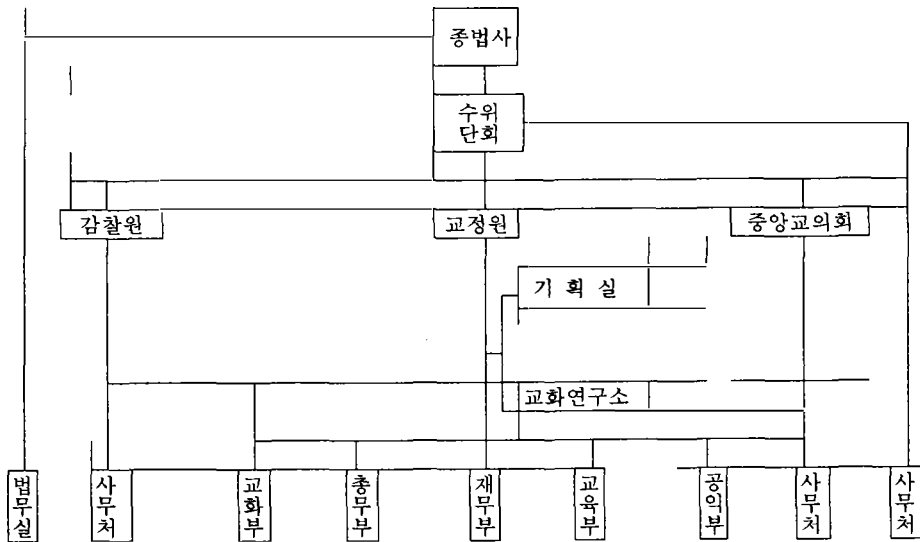 종법사
수위
단회
감찰원
교정원
중앙교의회
기획실
교화연구소
법무실
사무처
교화부
총무부
재무부
교육부
공익부
사무처
사무처